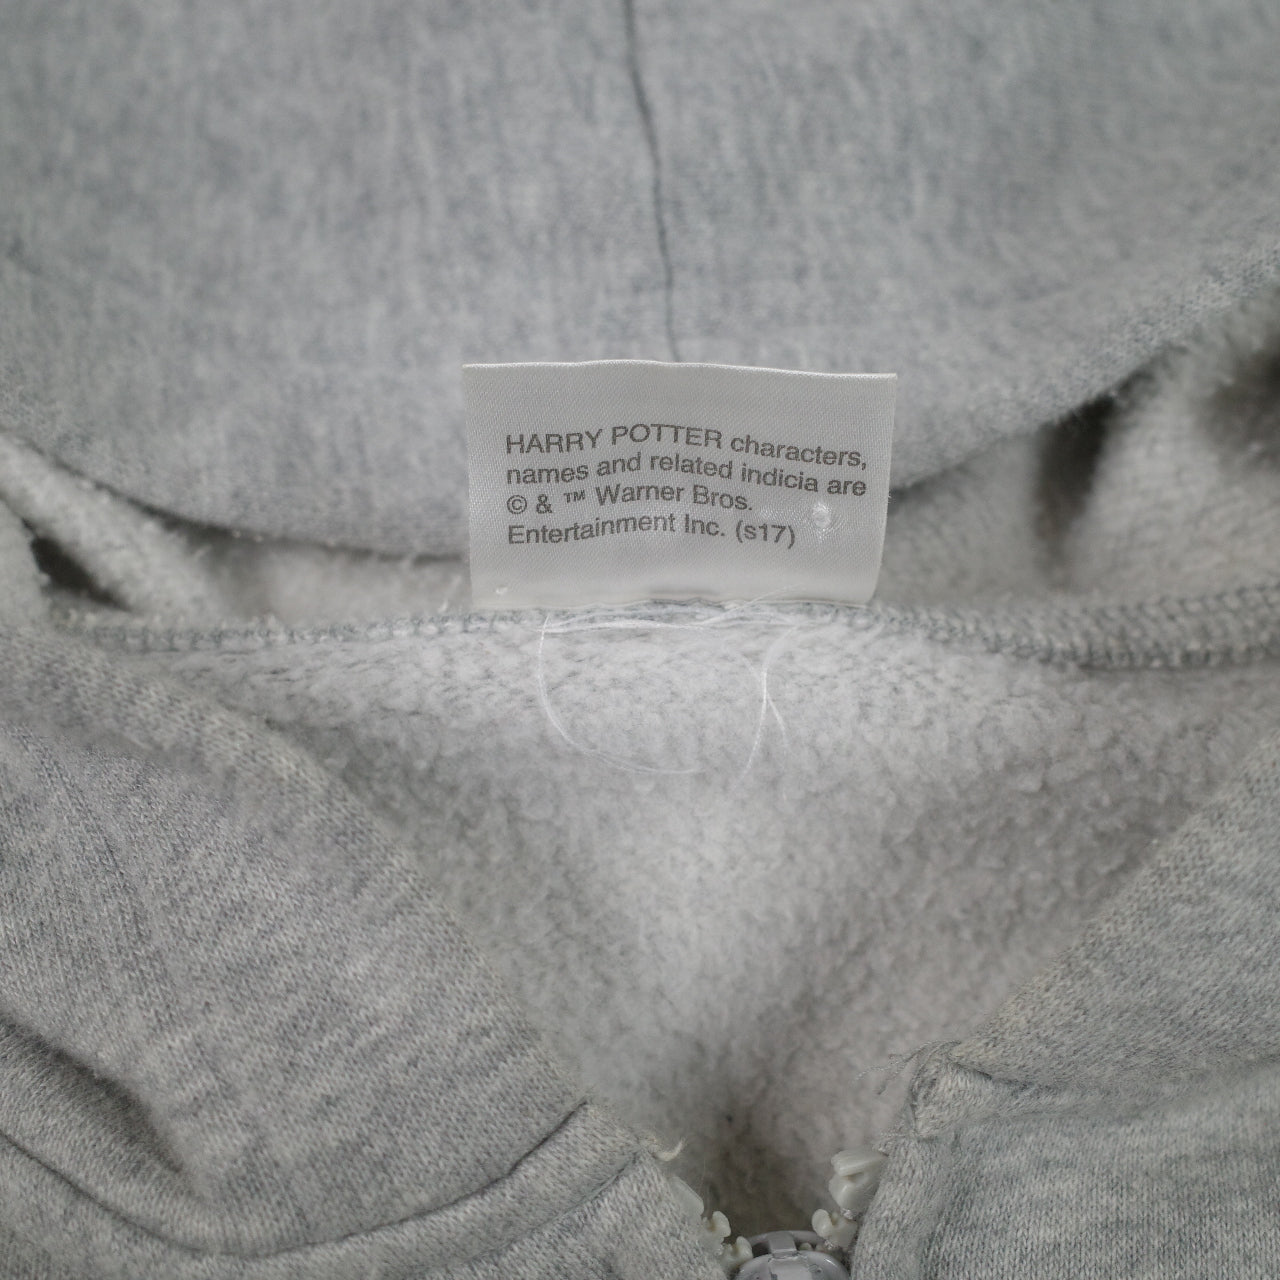 HARRY POTTER characters,
names and related indicia are
© & ™ Warner Bros.
Entertainment Inc. (s17)